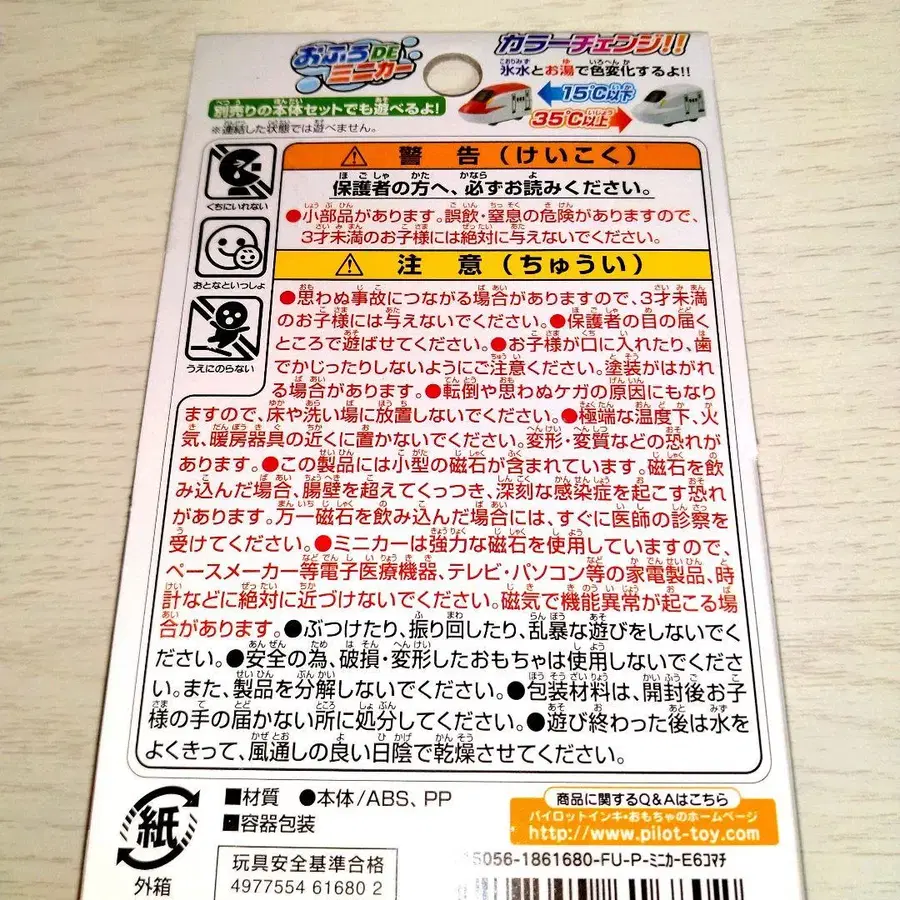 おふろDE
ミニカー
カラーチェンジ!!
氷水とお湯で色変化するよ!!
別売りの本体セットでも遊べるよ!
※連結した状態では遊べません。
15℃以下
35℃以上
くちにいれない
おとなといっしょ
うえにのらない
⚠ 警告(けいこく)
保護者の方へ、必ずお読みください。
●小部品があります。誤飲・窒息の危険がありますので、
3才未満のお子様には絶対に与えないでください。
⚠ 注意(ちゅうい)
●思わぬ事故につながる場合がありますので、3才未満
のお子様には与えないでください。●保護者の目の届く
ところで遊ばせてください。●お子様が口に入れたり、歯
でかじったりしないようにご注意ください。塗装がはがれ
る場合があります。●転倒や思わぬケガの原因にもなり
ますので、床や洗い場に放置しないでください。●極端な温度下、火
気、暖房器具の近くに置かないでください。変形・変質などの恐れが
あります。●この製品には小型の磁石が含まれています。磁石を飲
み込んだ場合、腸壁を超えてくっつき、深刻な感染症を起こす恐れ
があります。万一磁石を飲み込んだ場合には、すぐに医師の診察を
受けてください。●ミニカーは強力な磁石を使用していますので、
ペースメーカー等電子医療機器、テレビ・パソコン等の家電製品、時
計などに絶対に近づけないでください。磁気で機能異常が起こる場
合があります。●ぶつけたり、振り回したり、乱暴な遊びをしないでく
ださい。●安全の為、破損・変形したおもちゃは使用しないでくださ
い。また、製品を分解しないでください。●包装材料は、開封後お子
様の手の届かない所に処分してください。●遊び終わった後は水を
よくきって、風通しの良い日陰で乾燥させてください。
紙
外箱
■材質 ●本体/ABS、PP
■容器包装
玩具安全基準合格
4977554 61680 2
商品に関するQ&Aはこちら
パイロットインキ・おもちゃのホームページ
http://www.pilot-toy.com
5056-1861680-FU-P-ミニカーE6コマチ